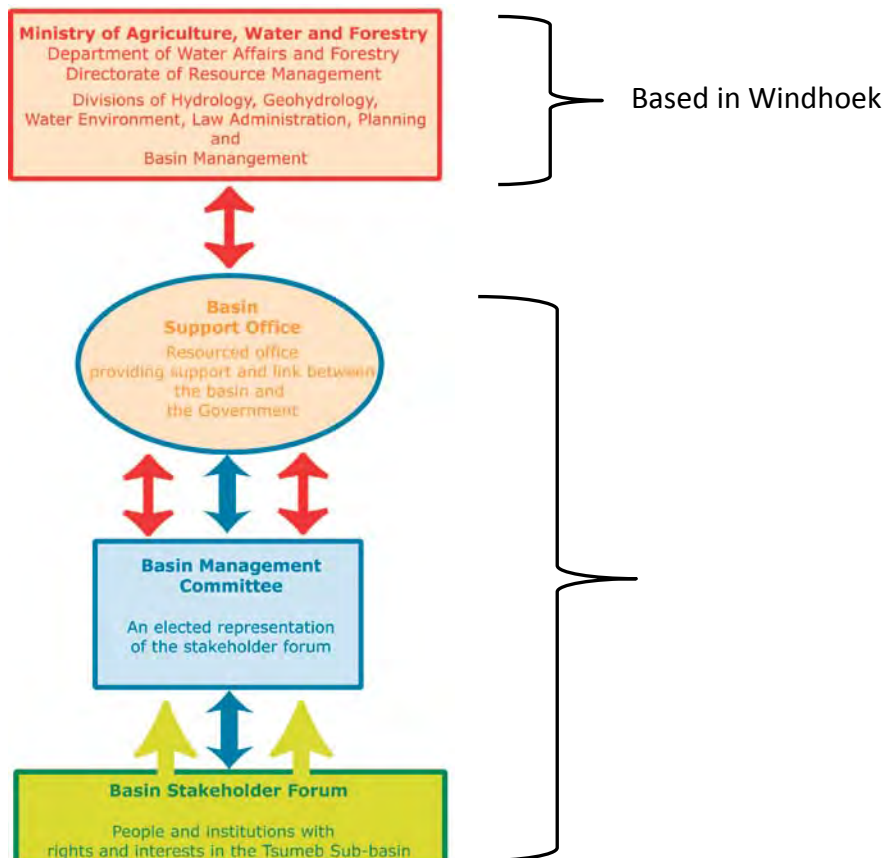 Ministry of Agriculture, Water and Forestry
Department of Water Affairs and Forestry
Directorate of Resource Management
Divisions of Hydrology, Geohydrology,
Water Environment, Law Administration, Planning
and
Basin Manangement
Based in Windhoek
Basin
Support Office
Resourced office
providing support and link between
the basin and
the Government
Basin Management
Committee
An elected representation
of the stakeholder forum
Basin Stakeholder Forum
People and institutions with
rights and interests in the Tsumeb Sub-basin